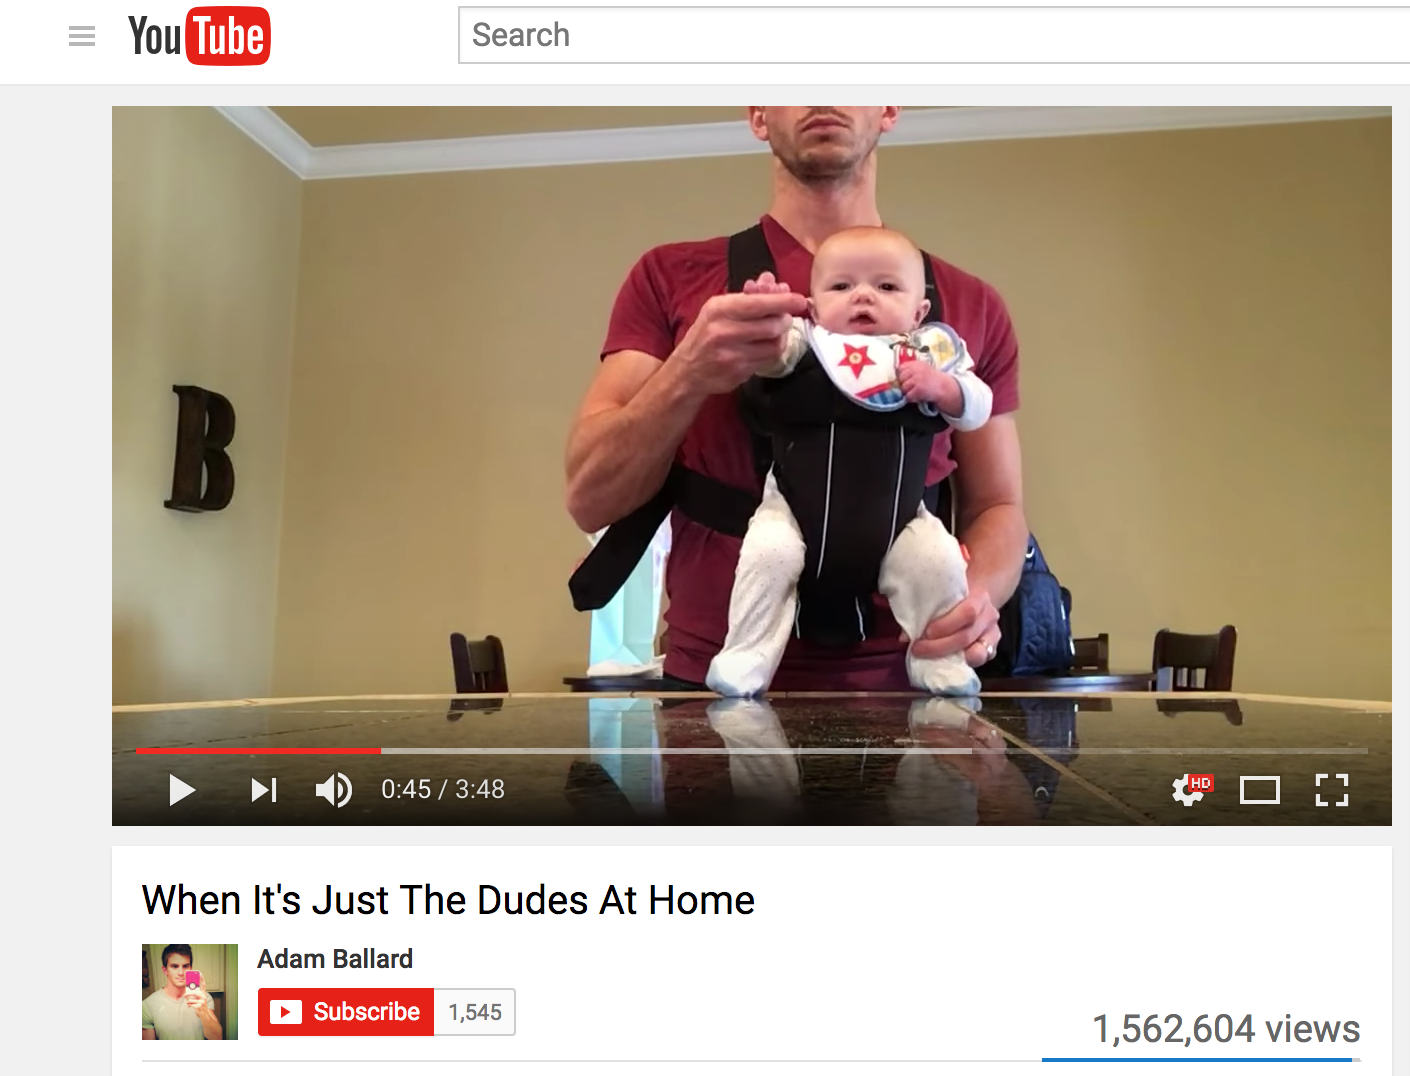 YouTube
Search
B
0:45 / 3:48
HD
When It's Just The Dudes At Home
Adam Ballard
Subscribe 1,545
1,562,604 views